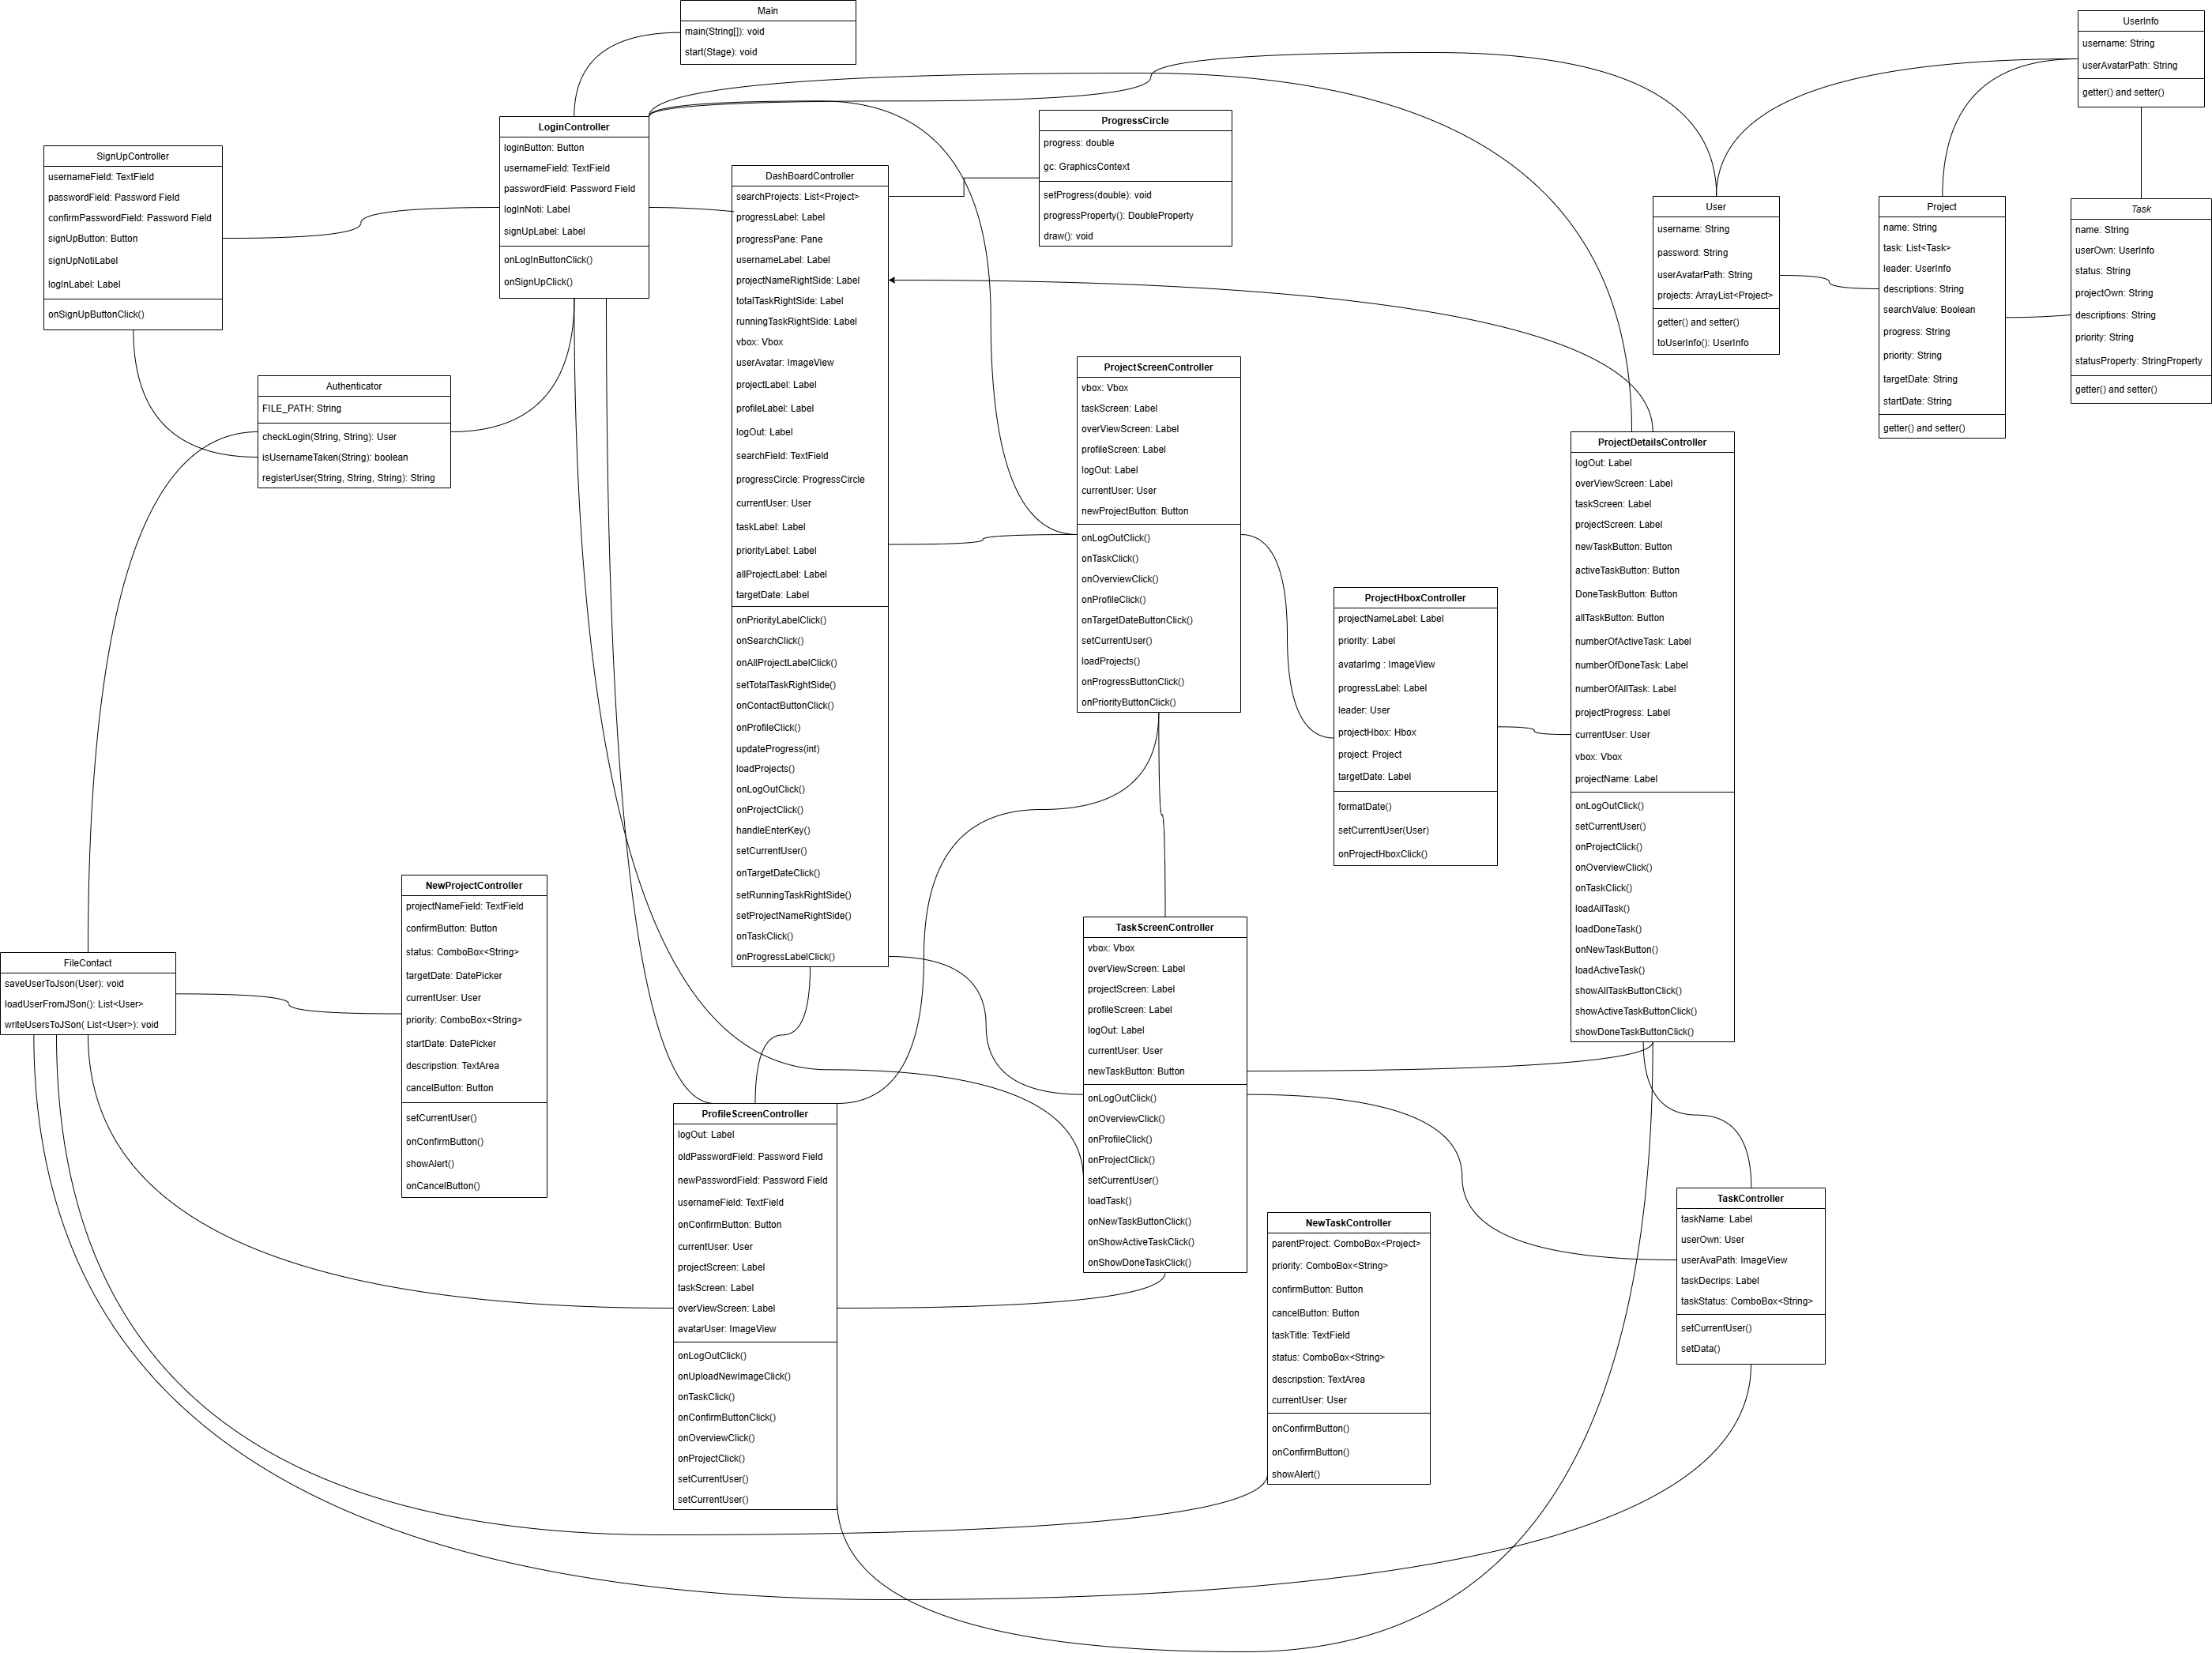 Main
main(String[]): void
start(Stage): void
UserInfo
username: String
userAvatarPath: String
getter() and setter()
LoginController
loginButton: Button
usernameField: TextField
passwordField: Password Field
logInNoti: Label
signUpLabel: Label
onLogInButtonClick()
onSignUpClick()
ProgressCircle
progress: double
gc: GraphicsContext
setProgress(double): void
progressProperty(): DoubleProperty
draw(): void
SignUpController
usernameField: TextField
passwordField: Password Field
confirmPasswordField: Password Field
signUpButton: Button
signUpNotiLabel
logInLabel: Label
onSignUpButtonClick()
DashBoardController
searchProjects: List<Project>
progressLabel: Label
progressPane: Pane
usernameLabel: Label
projectNameRightSide: Label
totalTaskRightSide: Label
runningTaskRightSide: Label
vbox: Vbox
userAvatar: ImageView
projectLabel: Label
profileLabel: Label
logOut: Label
searchField: TextField
progressCircle: ProgressCircle
currentUser: User
taskLabel: Label
priorityLabel: Label
allProjectLabel: Label
targetDate: Label
onPriorityLabelClick()
onSearchClick()
onAllProjectLabelClick()
setTotalTaskRightSide()
onContactButtonClick()
onProfileClick()
updateProgress(int)
loadProjects()
onLogOutClick()
onProjectClick()
handleEnterKey()
setCurrentUser()
onTargetDateClick()
setRunningTaskRightSide()
setProjectNameRightSide()
onTaskClick()
onProgressLabelClick()
User
username: String
password: String
userAvatarPath: String
projects: ArrayList<Project>
getter() and setter()
toUserInfo(): UserInfo
Project
name: String
task: List<Task>
leader: UserInfo
descriptions: String
searchValue: Boolean
progress: String
priority: String
targetDate: String
startDate: String
getter() and setter()
Task
name: String
userOwn: UserInfo
status: String
projectOwn: String
descriptions: String
priority: String
statusProperty: StringProperty
getter() and setter()
Authenticator
FILE_PATH: String
checkLogin(String, String): User
isUsernameTaken(String): boolean
registerUser(String, String, String): String
ProjectScreenController
vbox: Vbox
taskScreen: Label
overViewScreen: Label
profileScreen: Label
logOut: Label
currentUser: User
newProjectButton: Button
onLogOutClick()
onTaskClick()
onOverviewClick()
onProfileClick()
onTargetDateButtonClick()
setCurrentUser()
loadProjects()
onProgressButtonClick()
onPriorityButtonClick()
ProjectDetailsController
logOut: Label
overViewScreen: Label
taskScreen: Label
projectScreen: Label
newTaskButton: Button
activeTaskButton: Button
DoneTaskButton: Button
allTaskButton: Button
numberOfActiveTask: Label
numberOfDoneTask: Label
numberOfAllTask: Label
projectProgress: Label
currentUser: User
vbox: Vbox
projectName: Label
onLogOutClick()
setCurrentUser()
onProjectClick()
onOverviewClick()
onTaskClick()
loadAllTask()
loadDoneTask()
onNewTaskButton()
loadActiveTask()
showAllTaskButtonClick()
showActiveTaskButtonClick()
showDoneTaskButtonClick()
ProjectHboxController
projectNameLabel: Label
priority: Label
avatarImg : ImageView
progressLabel: Label
leader: User
projectHbox: Hbox
project: Project
targetDate: Label
formatDate()
setCurrentUser(User)
onProjectHboxClick()
NewProjectController
projectNameField: TextField
confirmButton: Button
status: ComboBox<String>
targetDate: DatePicker
currentUser: User
priority: ComboBox<String>
startDate: DatePicker
descripstion: TextArea
cancelButton: Button
setCurrentUser()
onConfirmButton()
showAlert()
onCancelButton()
FileContact
saveUserToJson(User): void
loadUserFromJSon(): List<User>
writeUsersToJSon( List<User>): void
TaskScreenController
vbox: Vbox
overViewScreen: Label
projectScreen: Label
profileScreen: Label
logOut: Label
currentUser: User
newTaskButton: Button
onLogOutClick()
onOverviewClick()
onProfileClick()
onProjectClick()
setCurrentUser()
loadTask()
onNewTaskButtonClick()
onShowActiveTaskClick()
onShowDoneTaskClick()
ProfileScreenController
logOut: Label
oldPasswordField: Password Field
newPasswordField: Password Field
usernameField: TextField
onConfirmButton: Button
currentUser: User
projectScreen: Label
taskScreen: Label
overViewScreen: Label
avatarUser: ImageView
onLogOutClick()
onUploadNewImageClick()
onTaskClick()
onConfirmButtonClick()
onOverviewClick()
onProjectClick()
setCurrentUser()
setCurrentUser()
NewTaskController
parentProject: ComboBox<Project>
priority: ComboBox<String>
confirmButton: Button
cancelButton: Button
taskTitle: TextField
status: ComboBox<String>
descripstion: TextArea
currentUser: User
onConfirmButton()
onConfirmButton()
showAlert()
TaskController
taskName: Label
userOwn: User
userAvaPath: ImageView
taskDecrips: Label
taskStatus: ComboBox<String>
setCurrentUser()
setData()